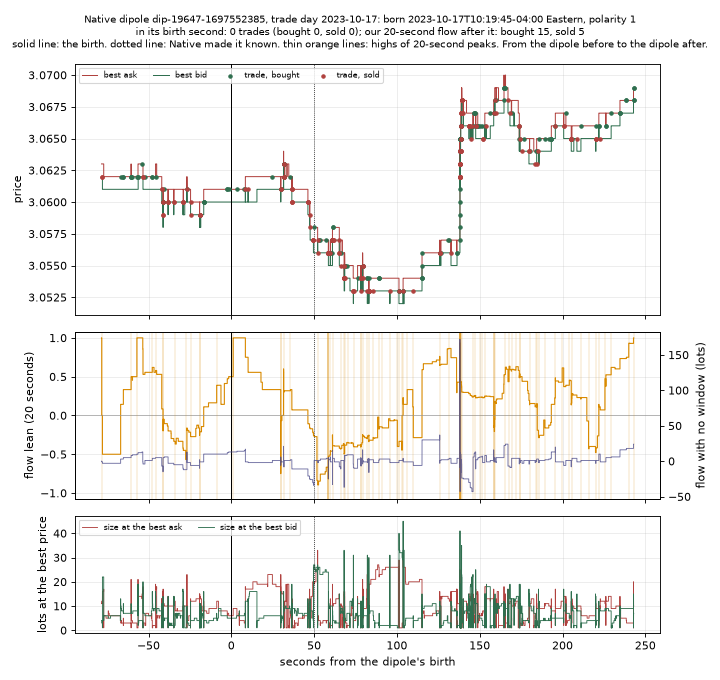 Native dipole dip-19647-1697552385, trade day 2023-10-17: born 2023-10-17T10:19:45-04:00 Eastern, polarity 1
in its birth second: 0 trades (bought 0, sold 0); our 20-second flow after it: bought 15, sold 5
solid line: the birth. dotted line: Native made it known. thin orange lines: highs of 20-second peaks. From the dipole before to the dipole after.
best ask best bid trade, bought trade, sold
3.0700
3.0675
3.0650
3.0625
3.0600
3.0575
3.0550
3.0525
price
1.0
0.5
0.0
−0.5
−1.0
flow lean (20 seconds)
150
100
50
0
−50
flow with no window (lots)
size at the best ask size at the best bid
40
30
20
10
0
lots at the best price
−50 0 50 100 150 200 250
seconds from the dipole's birth